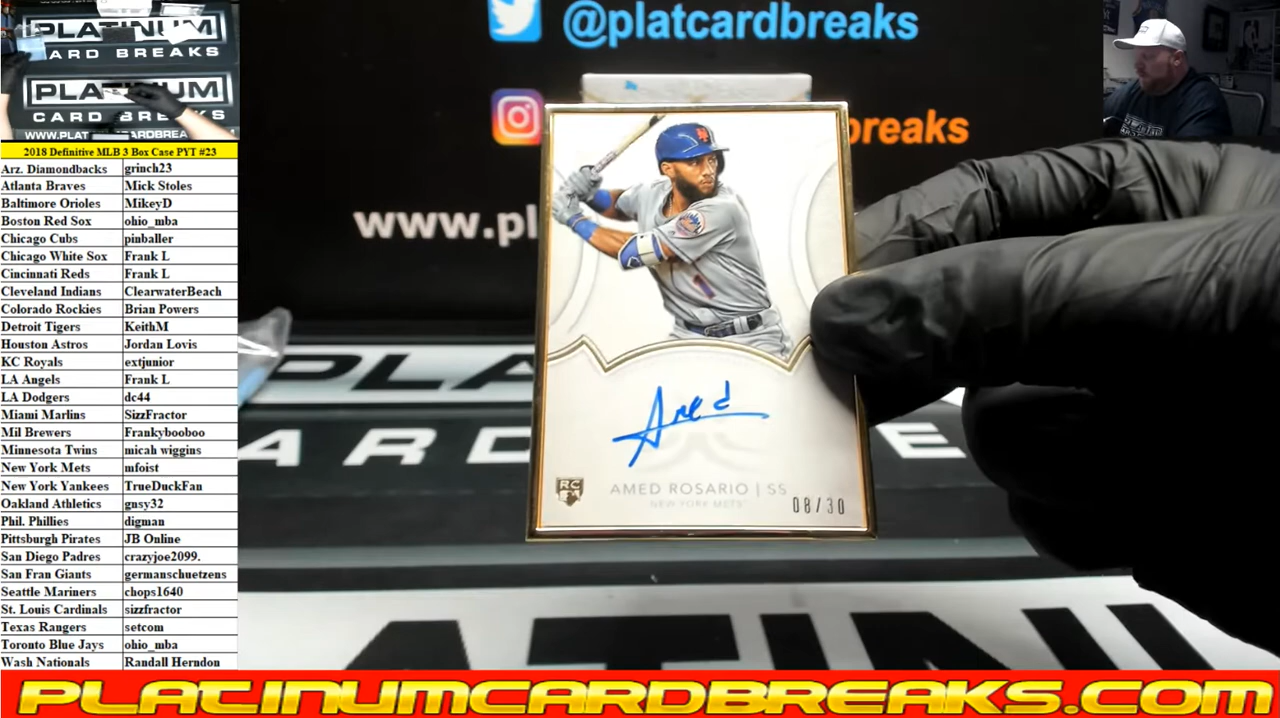 PLATINUM
CARD BREAKS
PLATINUM
CARD BREAKS
2018 Definitive MLB 3 Box Case PYT #23
Arz. Diamondbacks grinch23
Atlanta Braves Mick Stoles
Baltimore Orioles MikeyD
Boston Red Sox ohio_mba
Chicago Cubs pinballer
Chicago White Sox Frank L
Cincinnati Reds Frank L
Cleveland Indians ClearwaterBeach
Colorado Rockies Brian Powers
Detroit Tigers KeithM
Houston Astros Jordan Lovis
KC Royals extjunior
LA Angels Frank L
LA Dodgers dc44
Miami Marlins SizzFractor
Mil Brewers Frankybooboo
Minnesota Twins micah wiggins
New York Mets mfoist
New York Yankees TrueDuckFan
Oakland Athletics gnsy32
Phil. Phillies digman
Pittsburgh Pirates JB Online
San Diego Padres crazyjoe2099.
San Fran Giants germanschuetzens
Seattle Mariners chops1640
St. Louis Cardinals sizzfractor
Texas Rangers setcom
Toronto Blue Jays ohio_mba
Wash Nationals Randall Herndon
@platcardbreaks
breaks
www.pl
1
Amed
RC
AMED ROSARIO | SS
NEW YORK METS
08/30
PLATINUMCARDBREAKS.COM